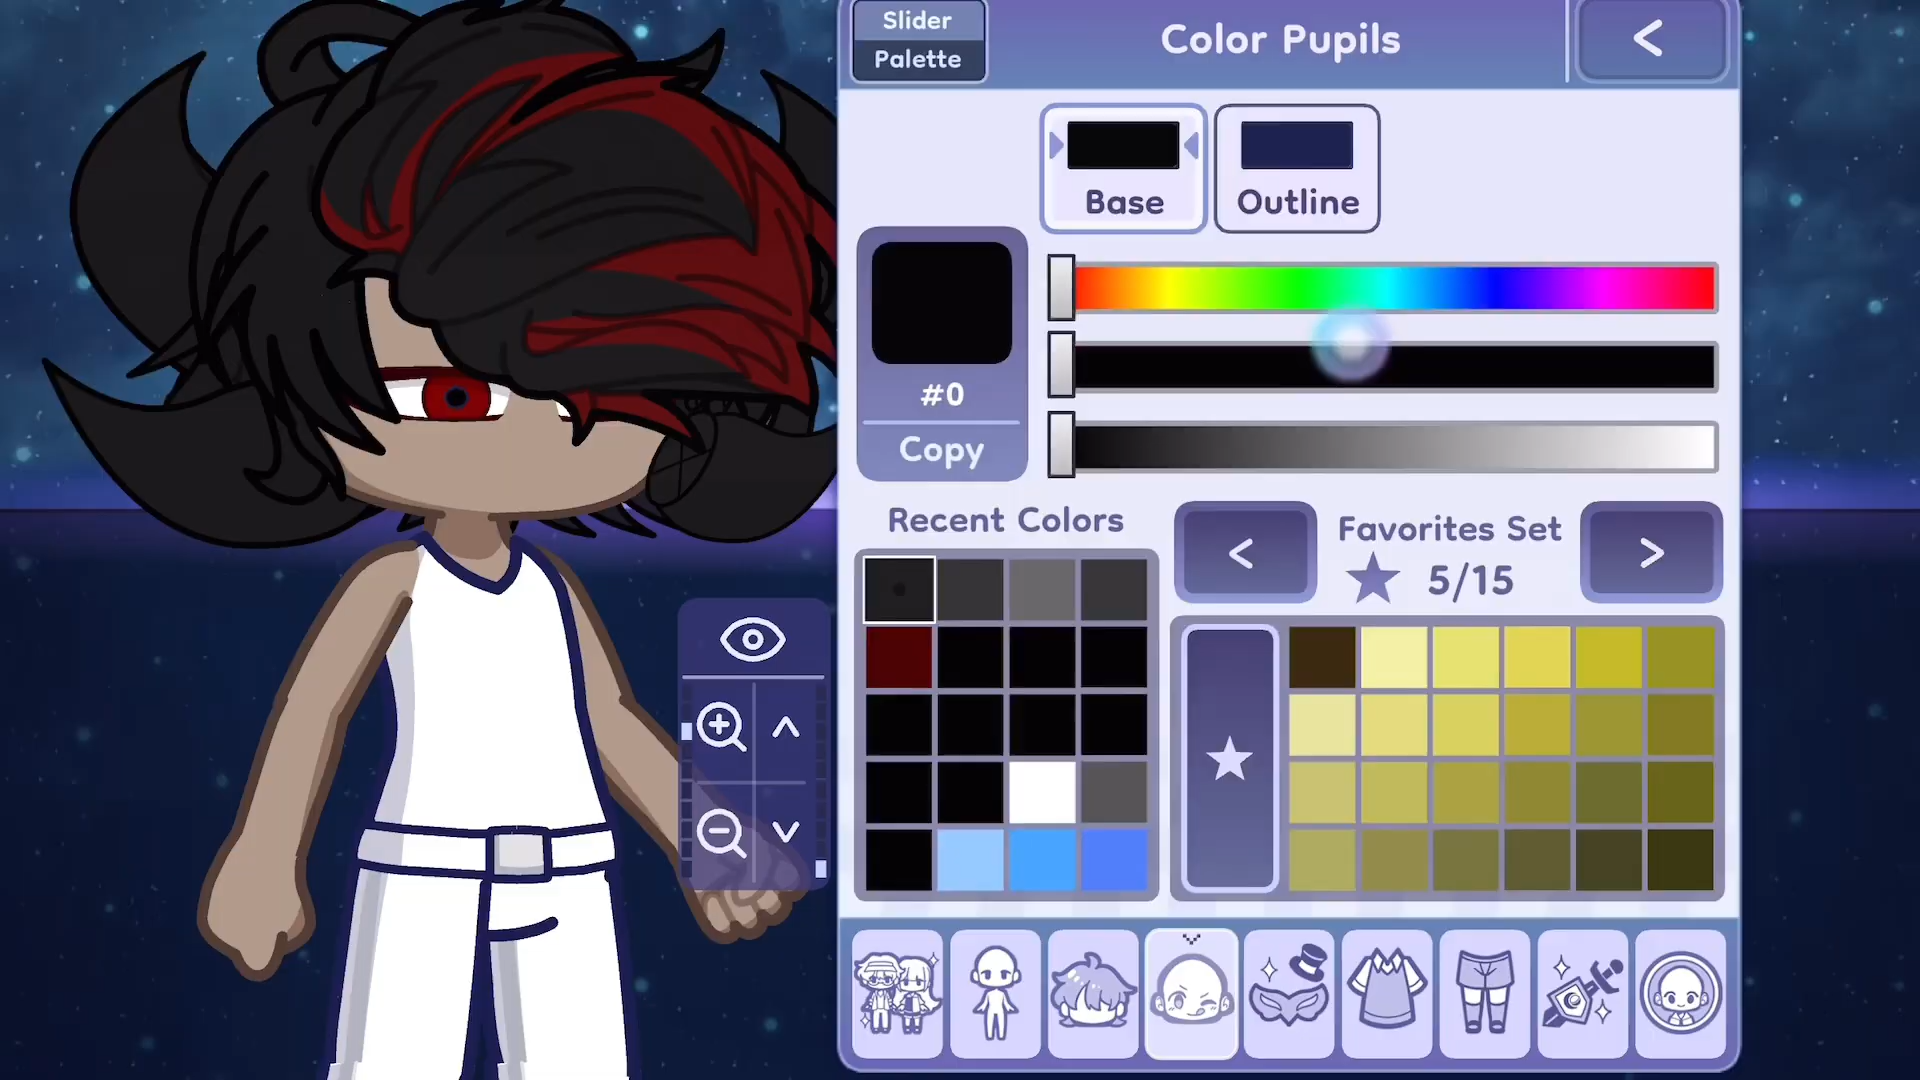 Slider
Palette
Color Pupils
<
Base
Outline
#0
Copy
Recent Colors
<
Favorites Set
5/15
>